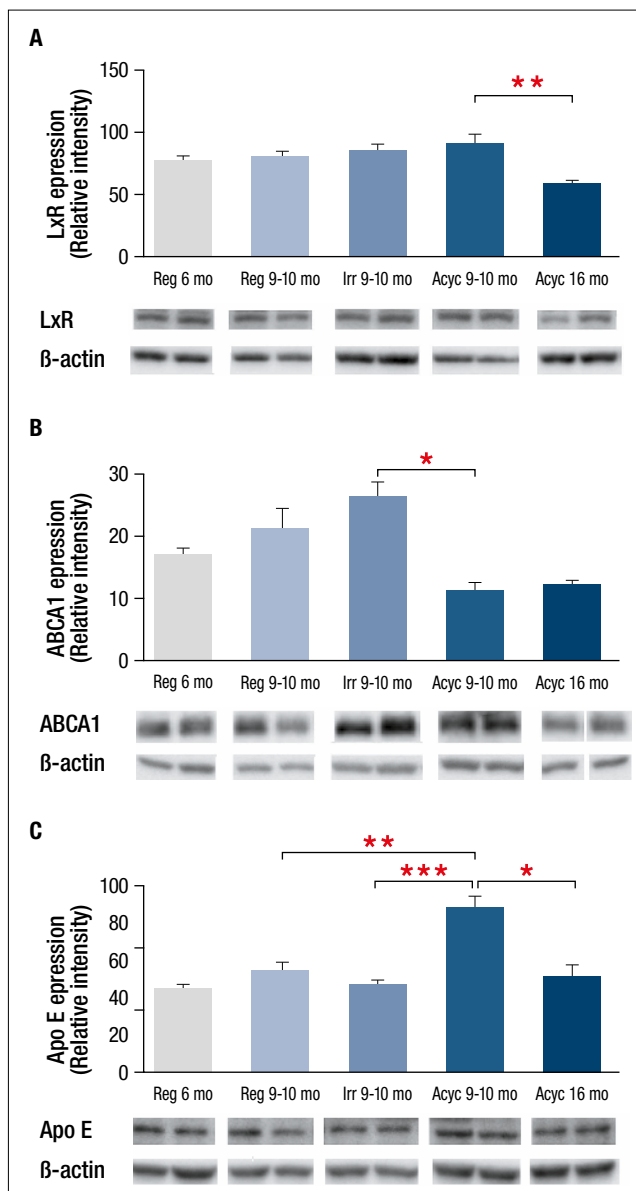 A
LxR epression
(Relative intensity)
150
100
50
0
**
Reg 6 mo Reg 9-10 mo Irr 9-10 mo Acyc 9-10 mo Acyc 16 mo
LxR
ß-actin
B
ABCA1 epression
(Relative intensity)
30
20
10
0
*
Reg 6 mo Reg 9-10 mo Irr 9-10 mo Acyc 9-10 mo Acyc 16 mo
ABCA1
ß-actin
C
Apo E epression
(Relative intensity)
100
80
60
40
20
0
**
*** *
Reg 6 mo Reg 9-10 mo Irr 9-10 mo Acyc 9-10 mo Acyc 16 mo
Apo E
ß-actin